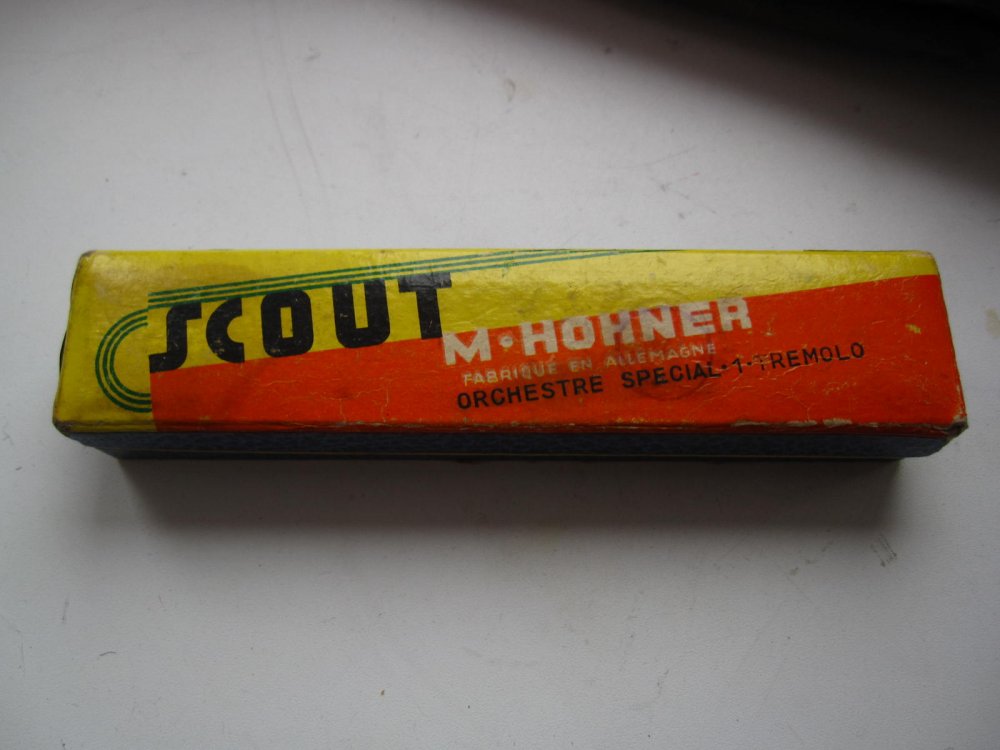 SCOUT
M·HOHNER
FABRIQUÉ EN ALLEMAGNE
ORCHESTRE SPECIAL·1·TREMOLO